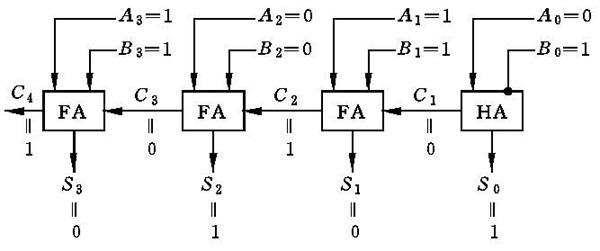 A₃=1 A₂=0 A₁=1 A₀=0
B₃=1 B₂=0 B₁=1 B₀=1
C₄ C₃ C₂ C₁
FA FA FA HA
‖ ‖ ‖ ‖
1 0 1 0
S₃ S₂ S₁ S₀
‖ ‖ ‖ ‖
0 1 0 1